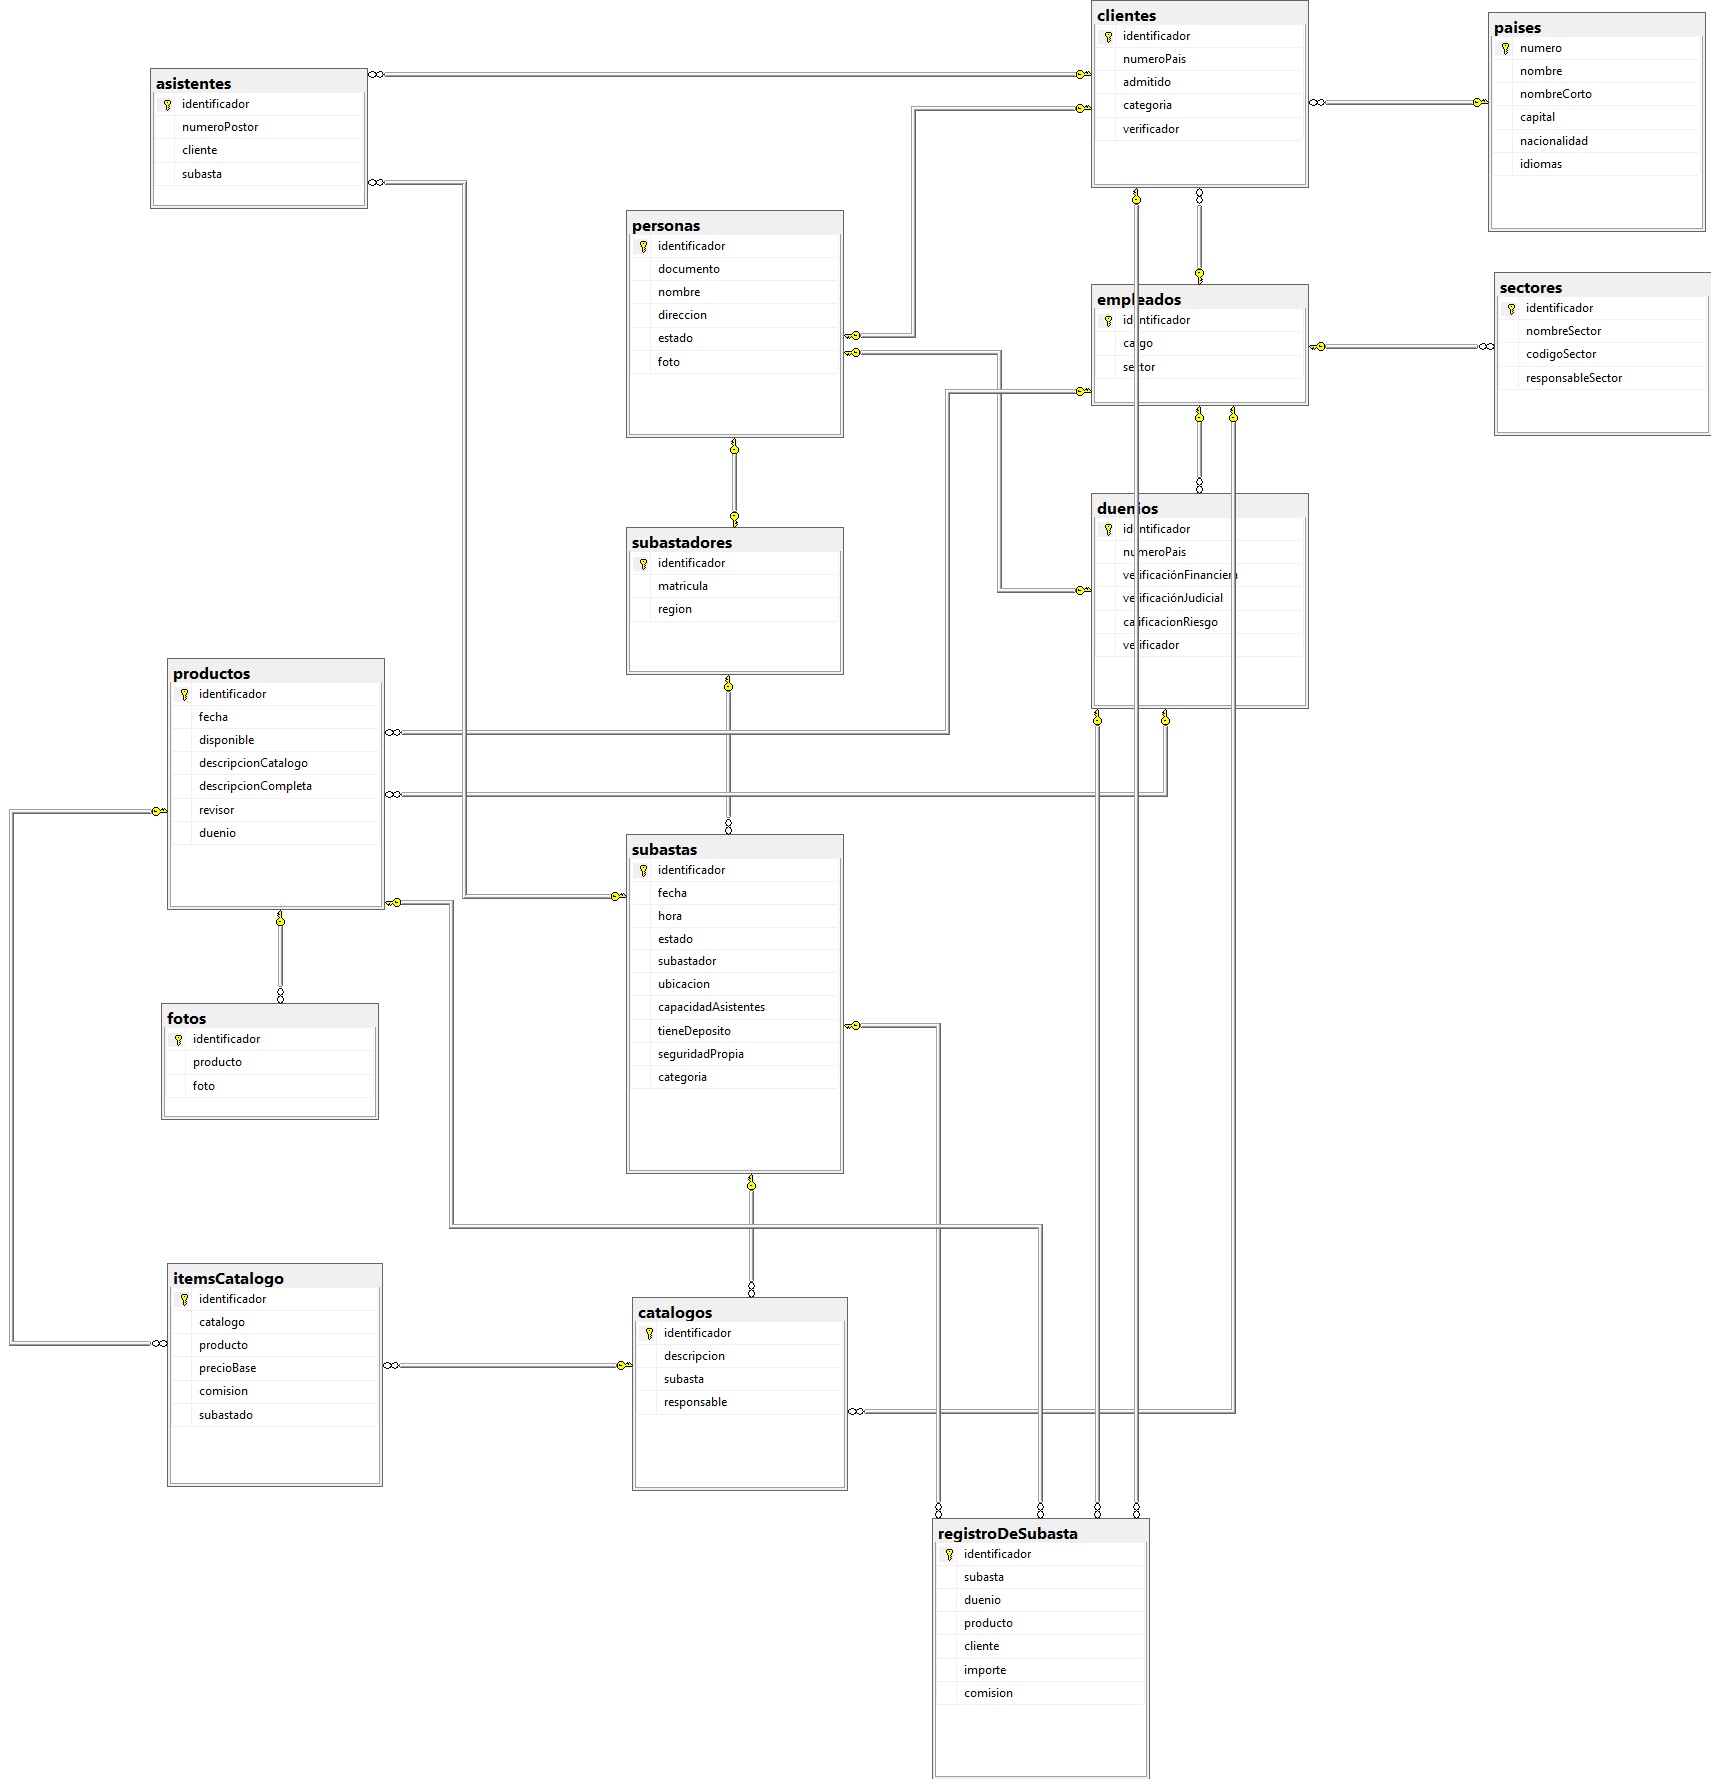 clientes
identificador
numeroPais
admitido
categoria
verificador
paises
numero
nombre
nombreCorto
capital
nacionalidad
idiomas
asistentes
identificador
numeroPostor
cliente
subasta
personas
identificador
documento
nombre
direccion
estado
foto
empleados
identificador
cargo
sector
sectores
identificador
nombreSector
codigoSector
responsableSector
duenios
identificador
numeroPais
verificaciónFinanciera
verificaciónJudicial
calificacionRiesgo
verificador
subastadores
identificador
matricula
region
productos
identificador
fecha
disponible
descripcionCatalogo
descripcionCompleta
revisor
duenio
subastas
identificador
fecha
hora
estado
subastador
ubicacion
capacidadAsistentes
tieneDeposito
seguridadPropia
categoria
fotos
identificador
producto
foto
itemsCatalogo
identificador
catalogo
producto
precioBase
comision
subastado
catalogos
identificador
descripcion
subasta
responsable
registroDeSubasta
identificador
subasta
duenio
producto
cliente
importe
comision